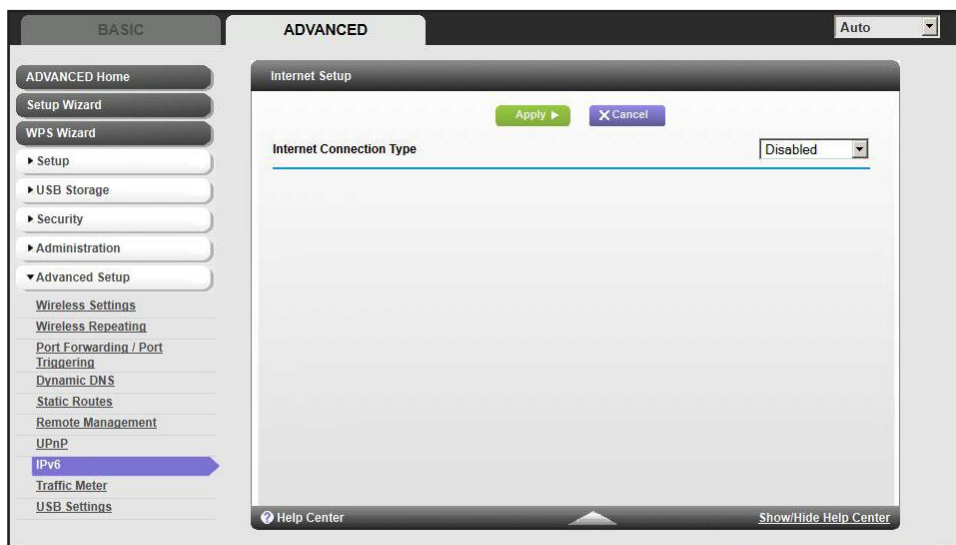 BASIC
ADVANCED
Auto
ADVANCED Home
Setup Wizard
WPS Wizard
Setup
USB Storage
Security
Administration
Advanced Setup
Wireless Settings
Wireless Repeating
Port Forwarding / Port
Triggering
Dynamic DNS
Static Routes
Remote Management
UPnP
IPv6
Traffic Meter
USB Settings
Internet Setup
Apply
Cancel
Internet Connection Type
Disabled
Help Center
Show/Hide Help Center